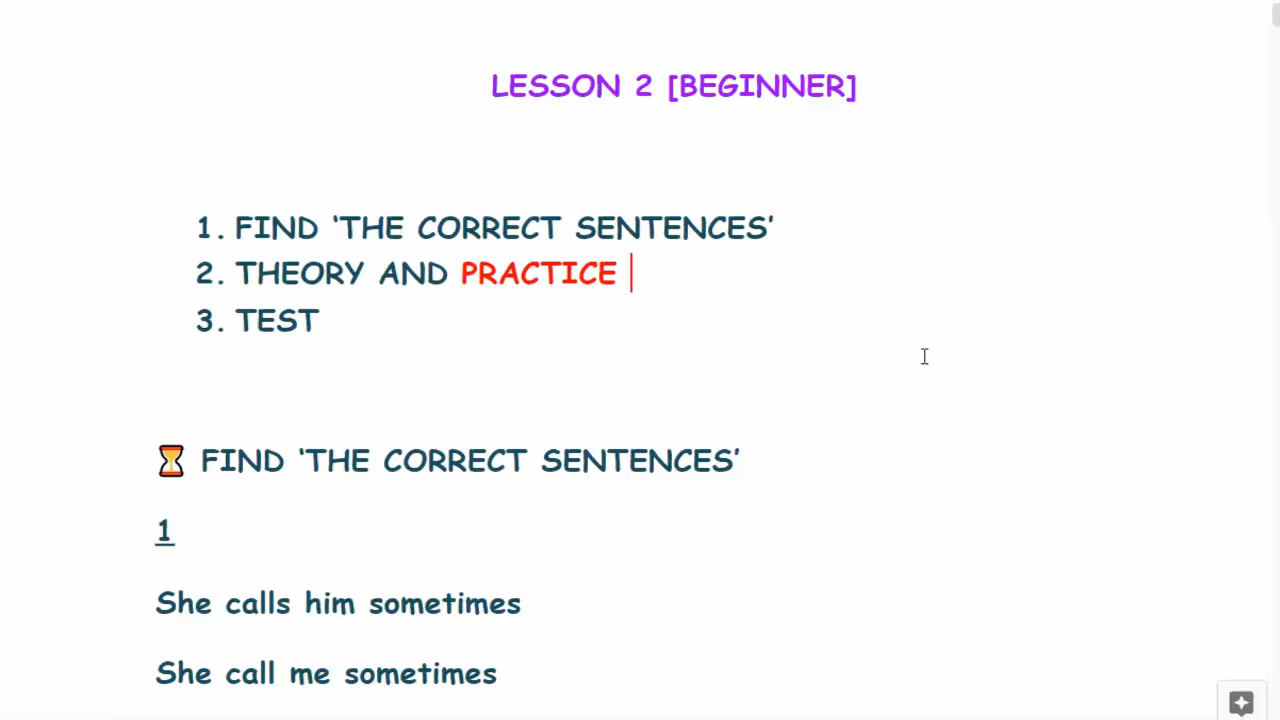 LESSON 2 [BEGINNER]
1. FIND ‘THE CORRECT SENTENCES’
2. THEORY AND PRACTICE
3. TEST
⏳ FIND ‘THE CORRECT SENTENCES’
1
She calls him sometimes
She call me sometimes